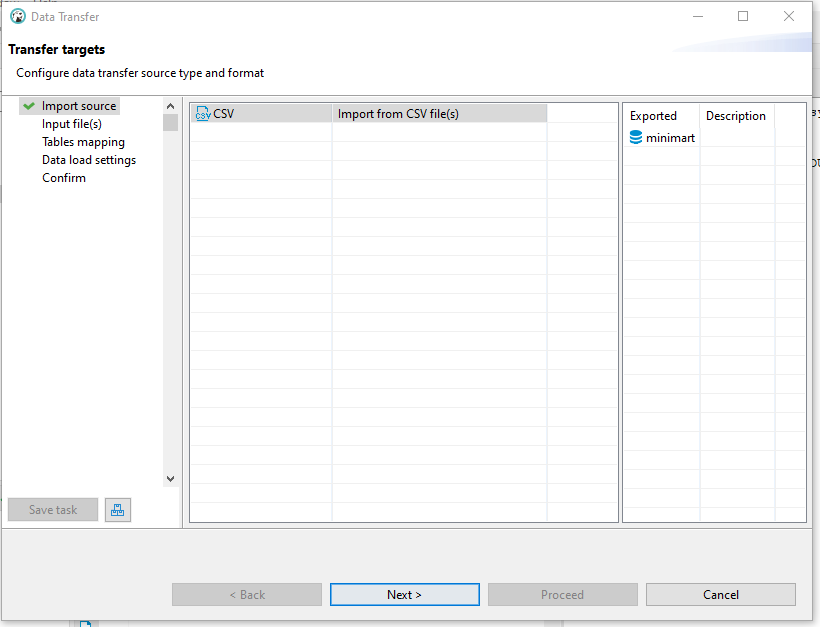 Data Transfer
Transfer targets
Configure data transfer source type and format
Import source
Input file(s)
Tables mapping
Data load settings
Confirm
CSV CSV Import from CSV file(s)
Exported Description
minimart
Save task
< Back Next > Proceed Cancel